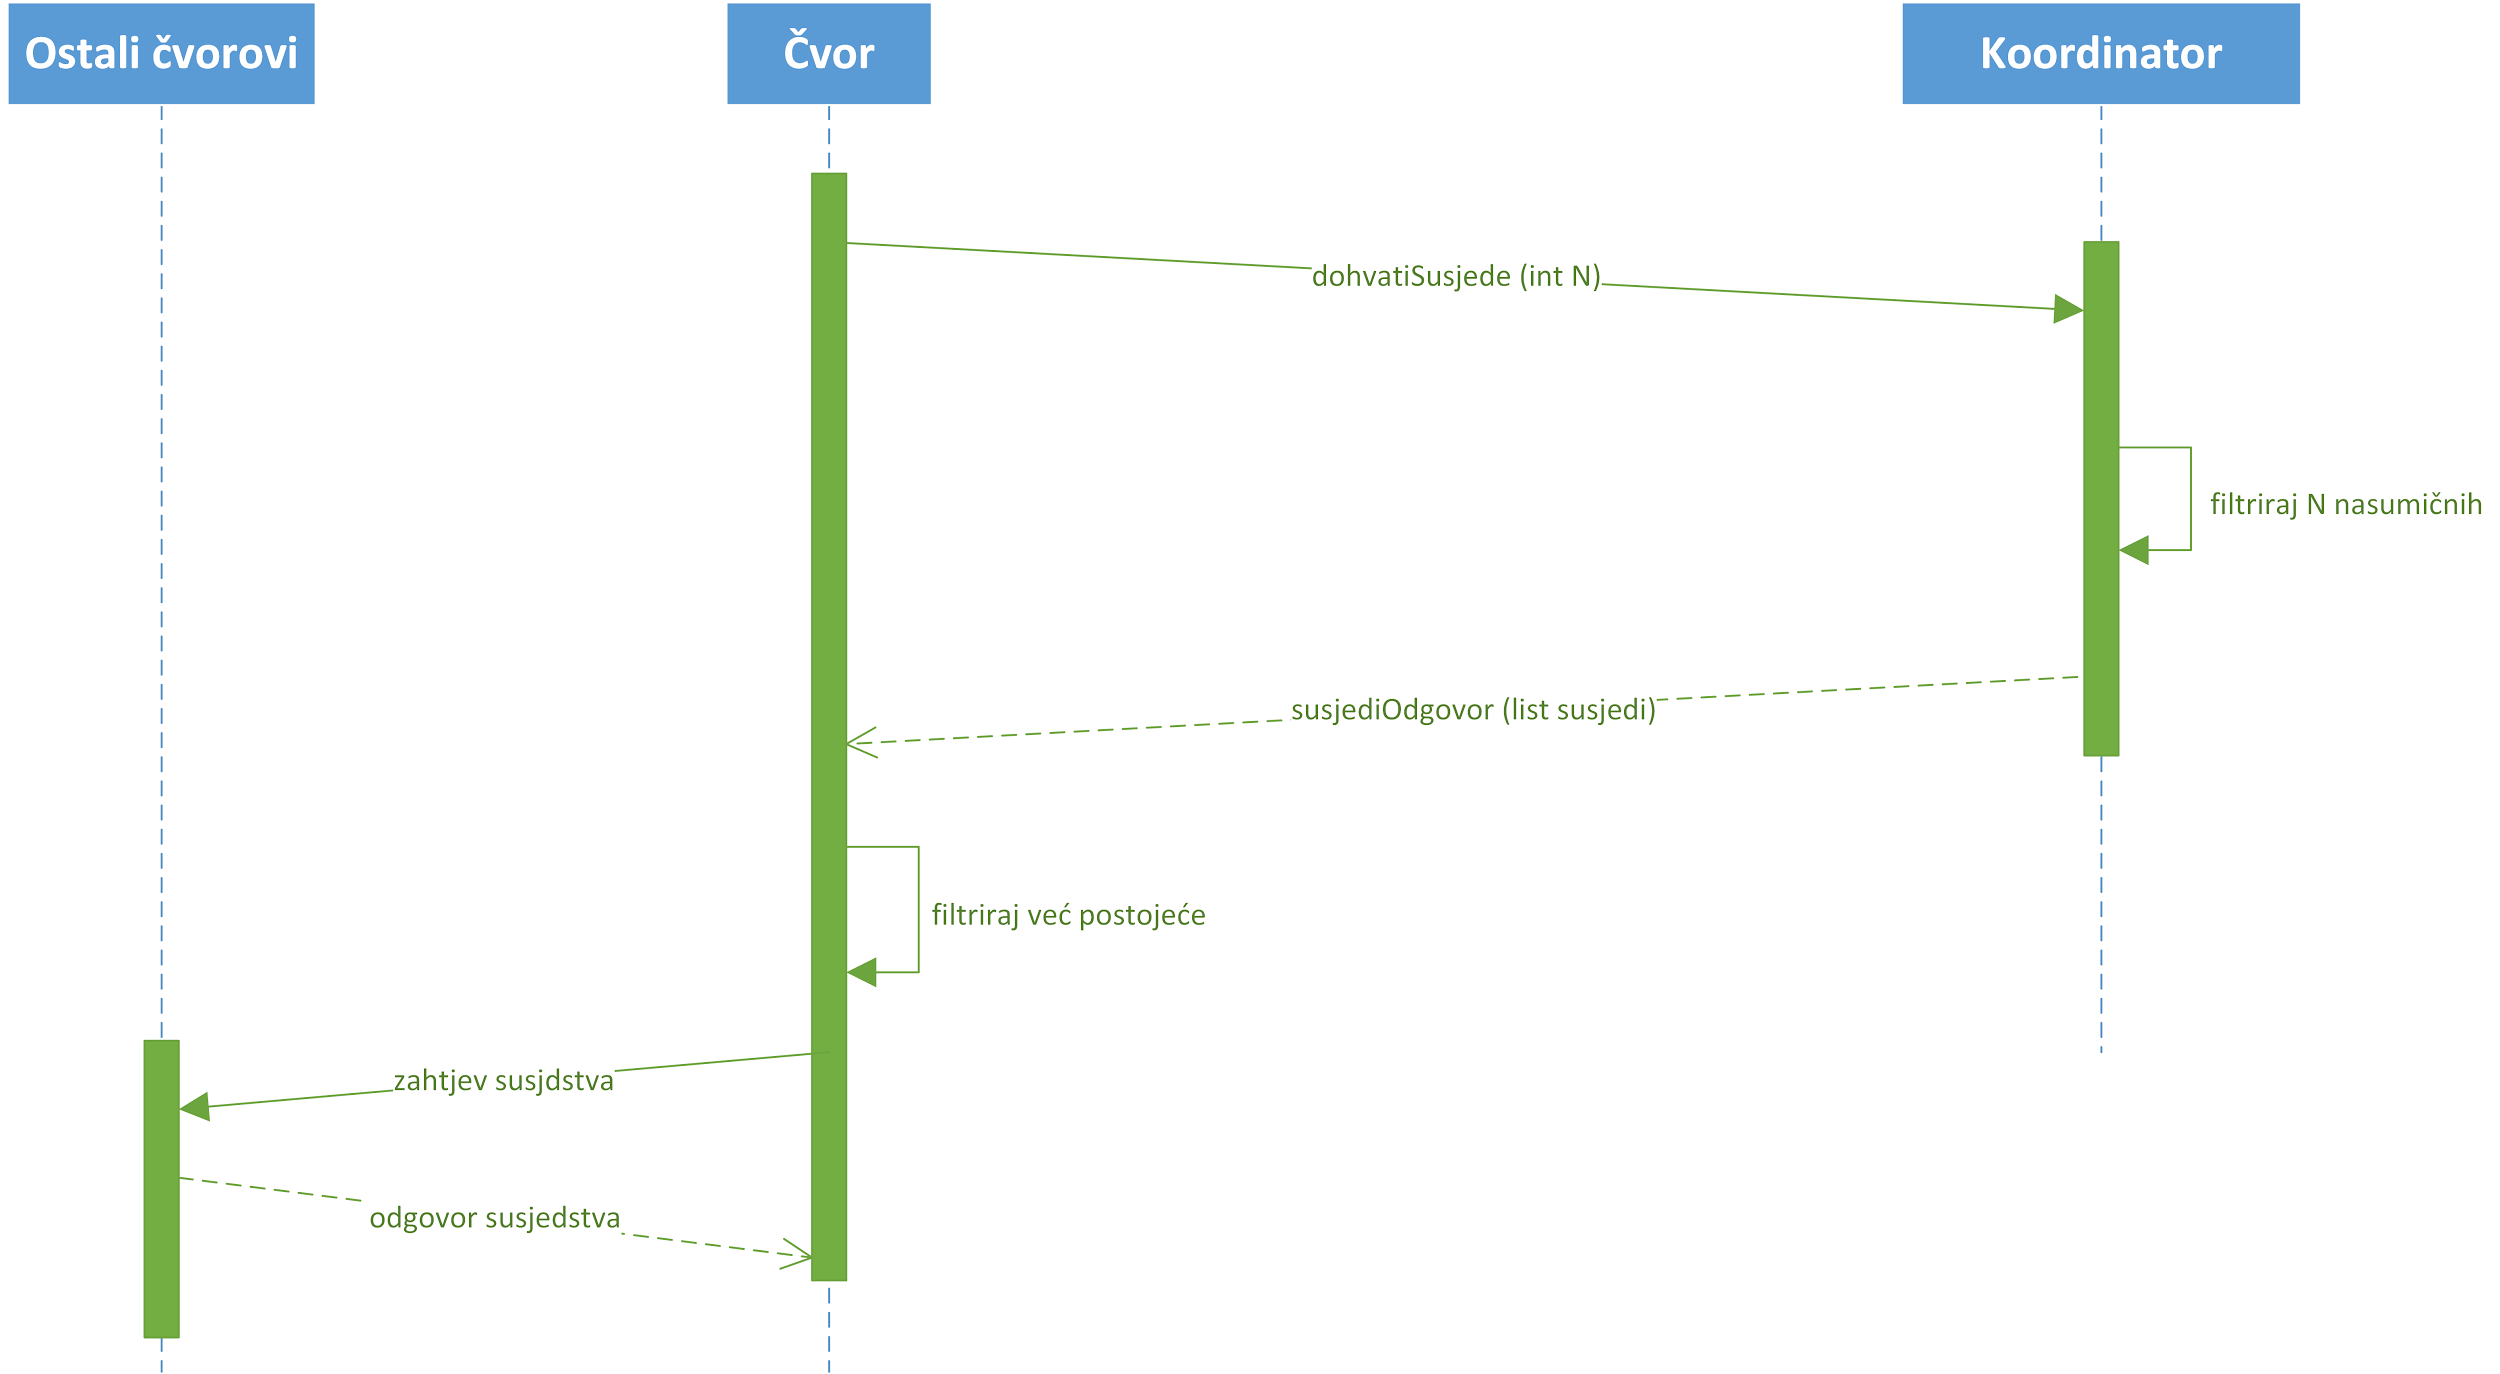 Ostali čvorovi
Čvor
Koordinator
dohvatiSusjede (int N)
filtriraj N nasumičnih
susjediOdgovor (list susjedi)
filtriraj već postojeće
zahtjev susjdstva
odgovor susjedstva